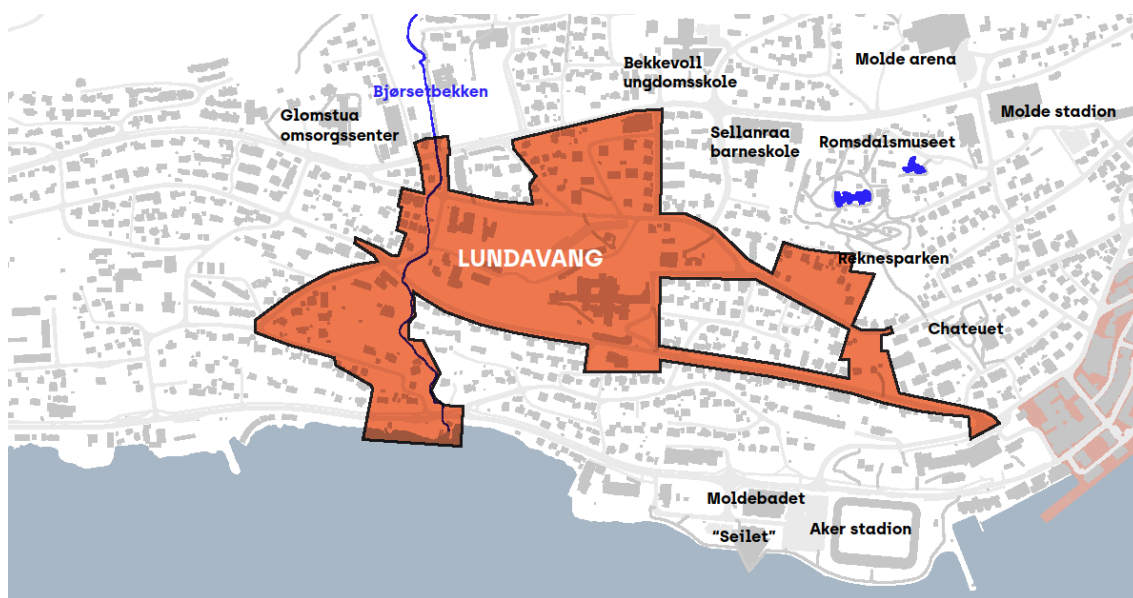 Molde arena
Bekkevoll
ungdomsskole
Bjørsetbekken
Molde stadion
Glomstua
omsorgssenter
Sellanraa
barneskole
Romsdalsmuseet
LUNDAVANG
Reknesparken
Chateuet
Moldebadet
Aker stadion
"Seilet"